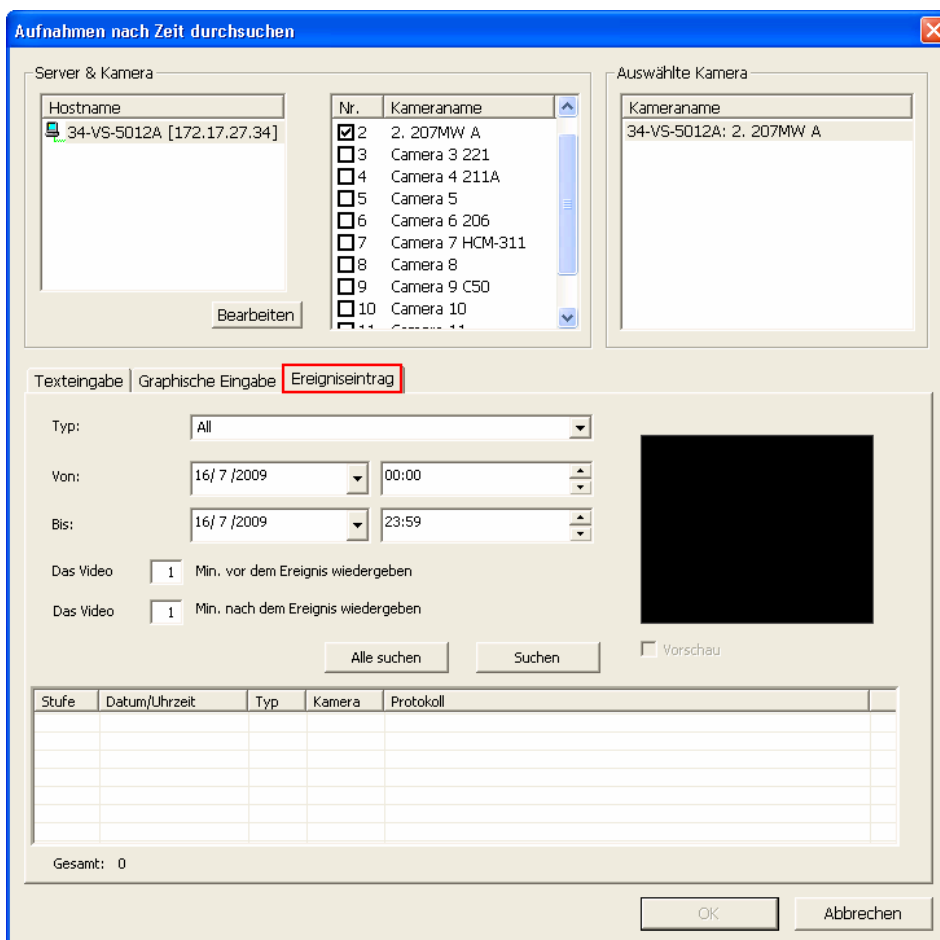 Aufnahmen nach Zeit durchsuchen
Server & Kamera
Hostname
34-VS-5012A [172.17.27.34]
Bearbeiten
Nr. Kameraname
2 2. 207MW A
3 Camera 3 221
4 Camera 4 211A
5 Camera 5
6 Camera 6 206
7 Camera 7 HCM-311
8 Camera 8
9 Camera 9 C50
10 Camera 10
11 Camera 11
Auswählte Kamera
Kameraname
34-VS-5012A: 2. 207MW A
Texteingabe Graphische Eingabe Ereigniseintrag
Typ: All
Von: 16/ 7 /2009 00:00
Bis: 16/ 7 /2009 23:59
Das Video 1 Min. vor dem Ereignis wiedergeben
Das Video 1 Min. nach dem Ereignis wiedergeben
Alle suchen Suchen
Vorschau
Stufe Datum/Uhrzeit Typ Kamera Protokoll
Gesamt: 0
OK Abbrechen